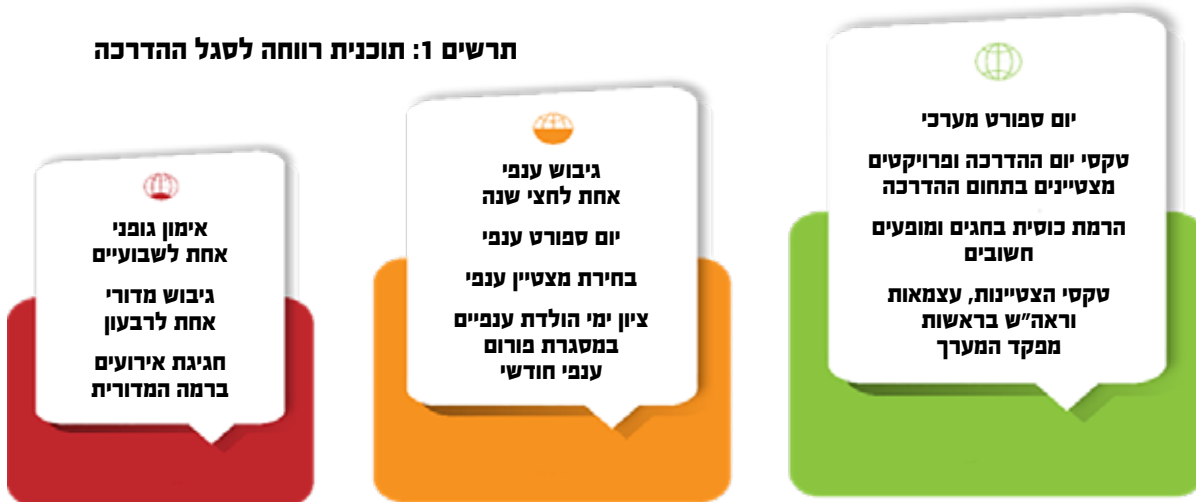 תרשים 1: תוכנית רווחה לסגל ההדרכה
יום ספורט מערכי
טקסי יום ההדרכה ופרויקטים
מצטיינים בתחום ההדרכה
הרמת כוסית בחגים ומופעים
חשובים
טקסי הצטיינות, עצמאות
וראה"ש בראשות
מפקד המערך
גיבוש ענפי
אחת לחצי שנה
יום ספורט ענפי
בחירת מצטיין ענפי
ציון ימי הולדת ענפיים
במסגרת פורום
ענפי חודשי
אימון גופני
אחת לשבועיים
גיבוש מדורי
אחת לרבעון
חגיגת אירועים
ברמה המדורית